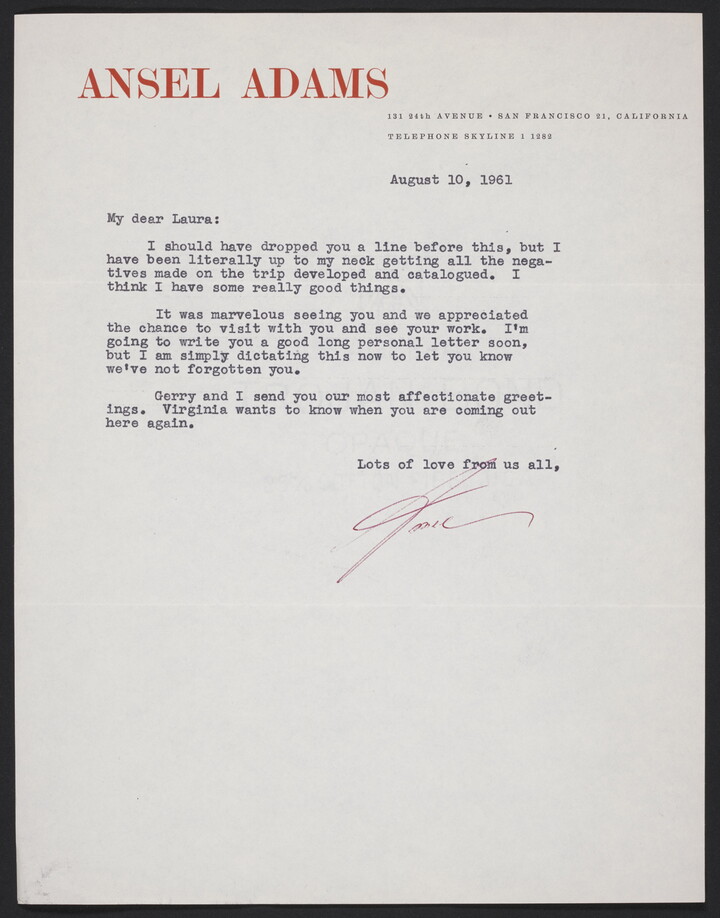 ANSEL ADAMS
131 24th AVENUE • SAN FRANCISCO 21, CALIFORNIA
TELEPHONE SKYLINE 1 1282
August 10, 1961
My dear Laura:
I should have dropped you a line before this, but I
have been literally up to my neck getting all the nega-
tives made on the trip developed and catalogued. I
think I have some really good things.
It was marvelous seeing you and we appreciated
the chance to visit with you and see your work. I'm
going to write you a good long personal letter soon,
but I am simply dictating this now to let you know
we've not forgotten you.
Gerry and I send you our most affectionate greet-
ings. Virginia wants to know when you are coming out
here again.
Lots of love from us all,